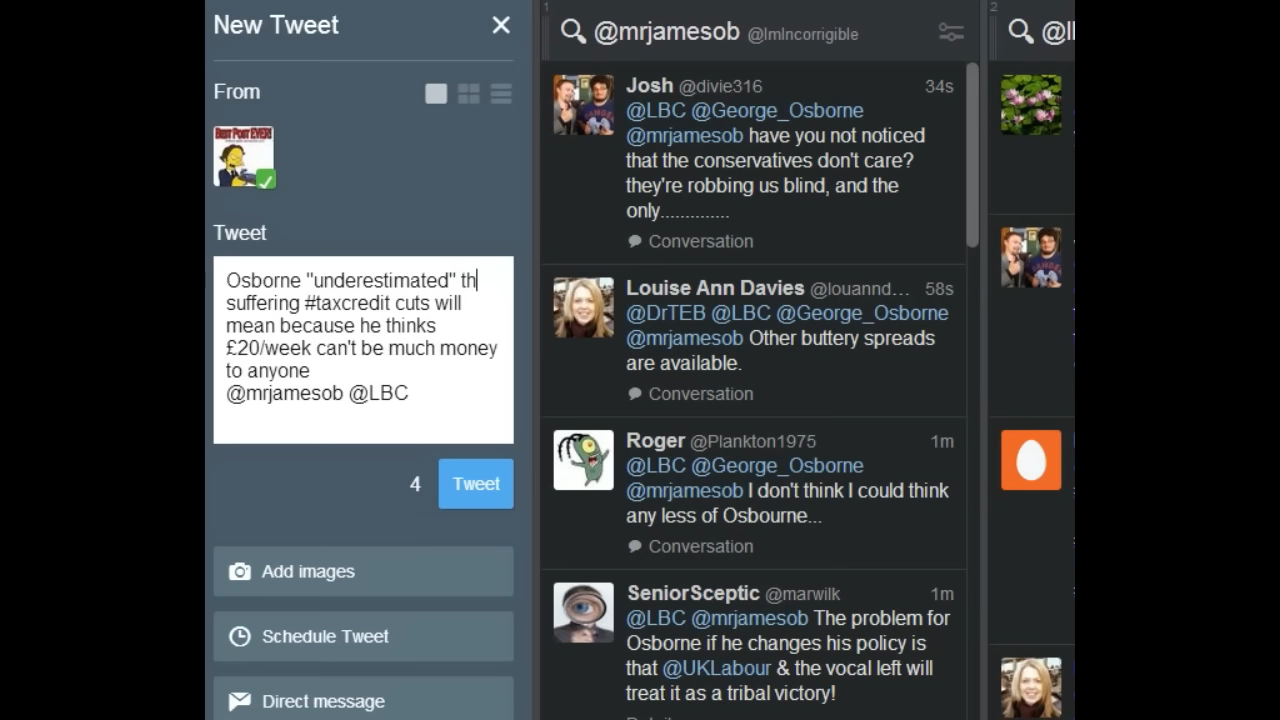 New Tweet
From
BEST POST EVER!
Tweet
Osborne "underestimated" th
suffering #taxcredit cuts will
mean because he thinks
£20/week can't be much money
to anyone
@mrjamesob @LBC
4
Tweet
Add images
Schedule Tweet
Direct message
1
@mrjamesob @ImIncorrigible
Josh @divie316 34s
@LBC @George_Osborne
@mrjamesob have you not noticed
that the conservatives don't care?
they're robbing us blind, and the
only..............
Conversation
Louise Ann Davies @louannd... 58s
@DrTEB @LBC @George_Osborne
@mrjamesob Other buttery spreads
are available.
Conversation
Roger @Plankton1975 1m
@LBC @George_Osborne
@mrjamesob I don't think I could think
any less of Osbourne...
Conversation
SeniorSceptic @marwilk 1m
@LBC @mrjamesob The problem for
Osborne if he changes his policy is
that @UKLabour & the vocal left will
treat it as a tribal victory!
2